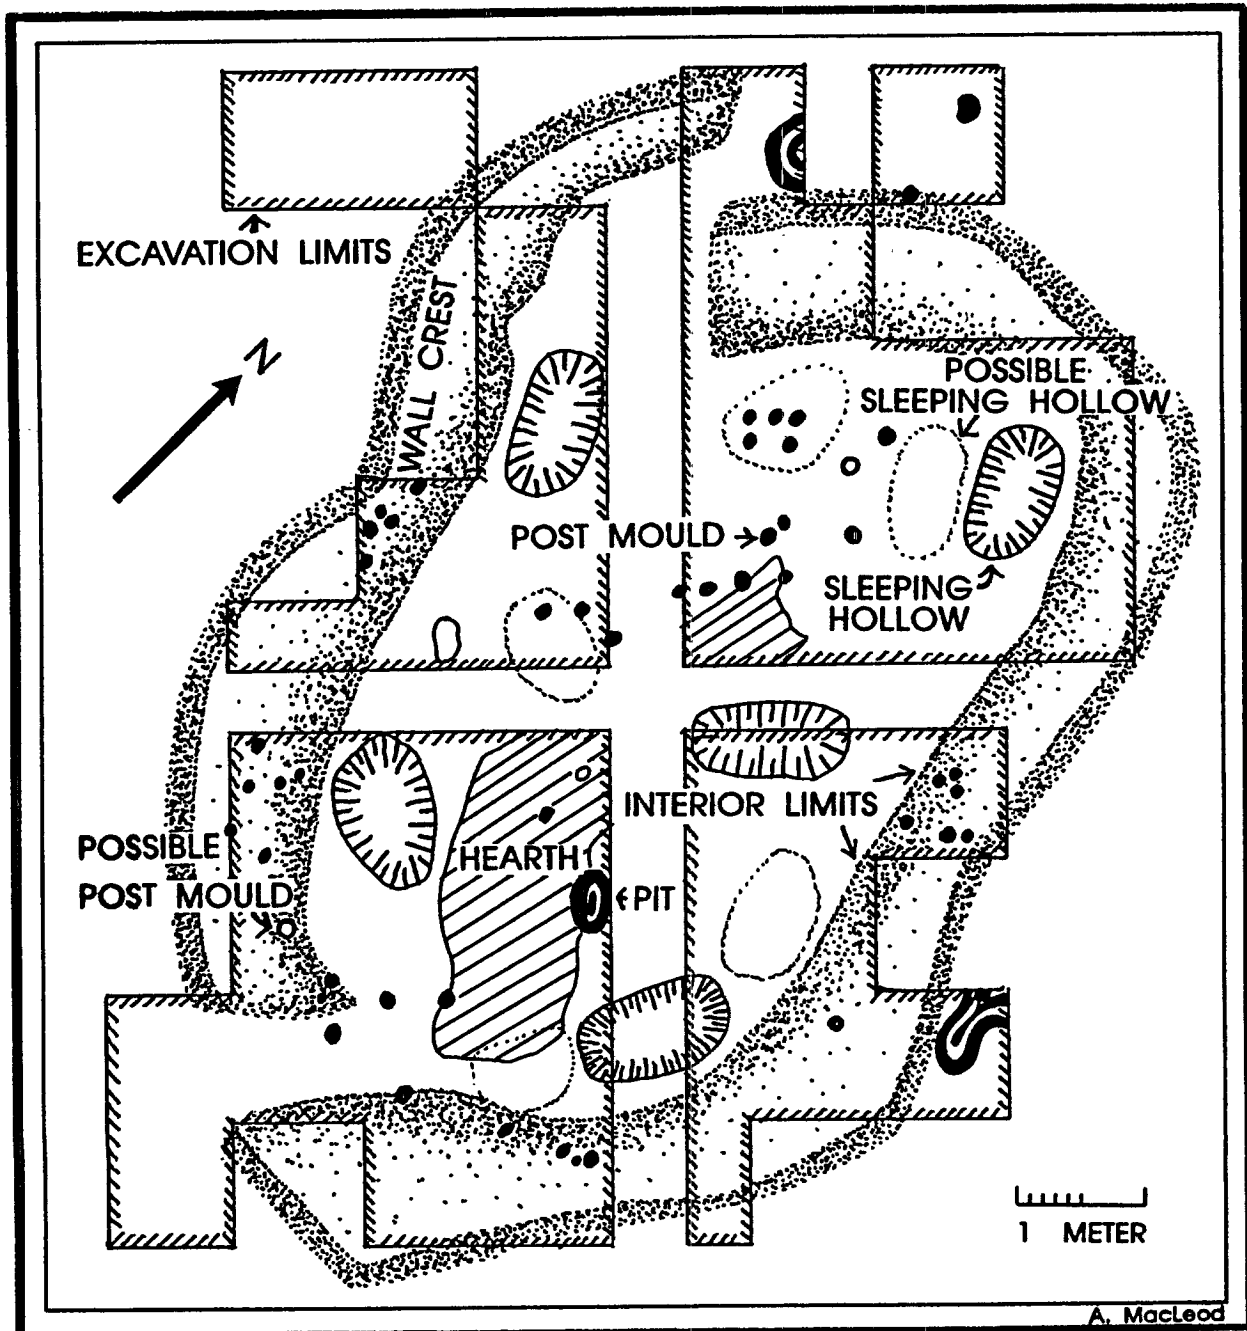 EXCAVATION LIMITS
WALL CREST
N
POSSIBLE
SLEEPING HOLLOW
POST MOULD
SLEEPING
HOLLOW
INTERIOR LIMITS
POSSIBLE
POST MOULD
HEARTH 1
PIT
1 METER
A. MacLeod